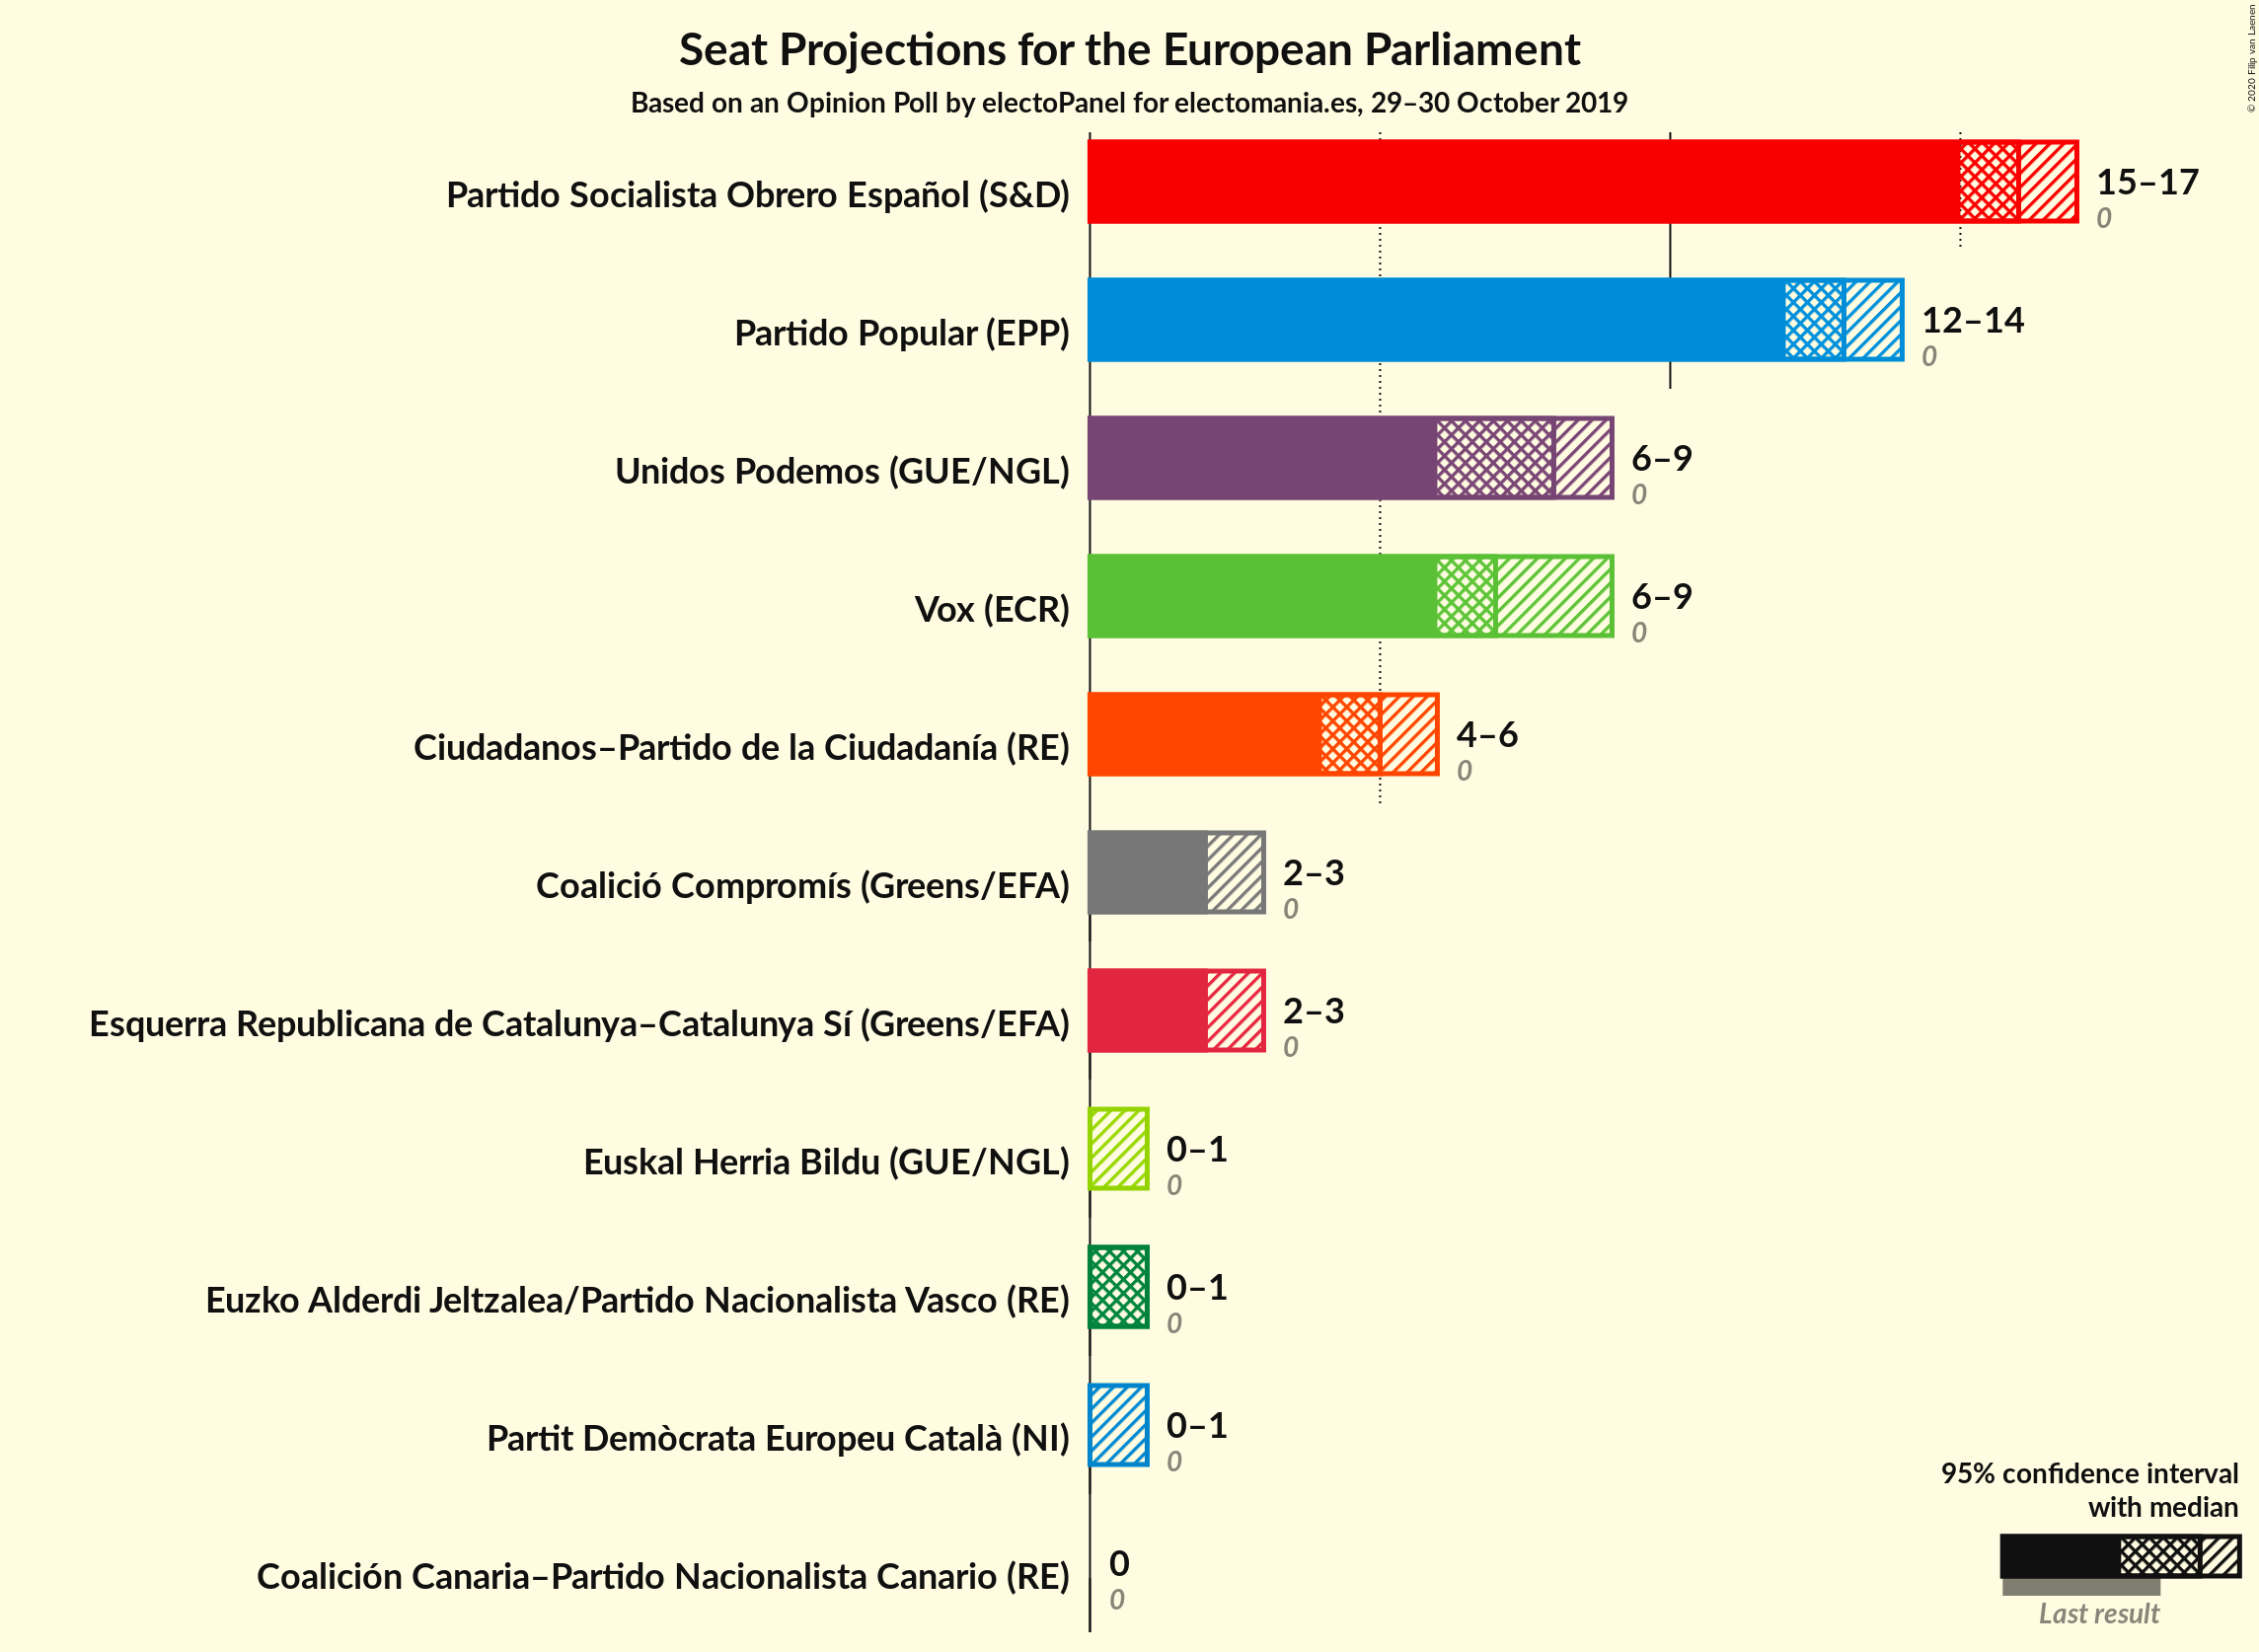 Seat Projections for the European Parliament
Based on an Opinion Poll by electoPanel for electomania.es, 29–30 October 2019
© 2020 Filip van Laenen
Partido Socialista Obrero Español (S&D)
15–17
0
Partido Popular (EPP)
12–14
0
Unidos Podemos (GUE/NGL)
6–9
0
Vox (ECR)
6–9
0
Ciudadanos–Partido de la Ciudadanía (RE)
4–6
0
Coalició Compromís (Greens/EFA)
2–3
0
Esquerra Republicana de Catalunya–Catalunya Sí (Greens/EFA)
2–3
0
Euskal Herria Bildu (GUE/NGL)
0–1
0
Euzko Alderdi Jeltzalea/Partido Nacionalista Vasco (RE)
0–1
0
Partit Demòcrata Europeu Català (NI)
0–1
0
Coalición Canaria–Partido Nacionalista Canario (RE)
0
0
95% confidence interval
with median
Last result